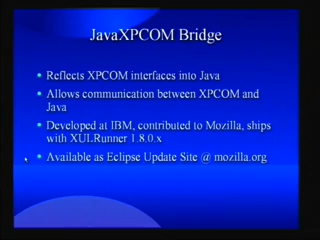 JavaXPCOM Bridge
• Reflects XPCOM interfaces into Java
• Allows communication between XPCOM and
Java
• Developed at IBM, contributed to Mozilla, ships
with XULRunner 1.8.0.x
• Available as Eclipse Update Site @ mozilla.org